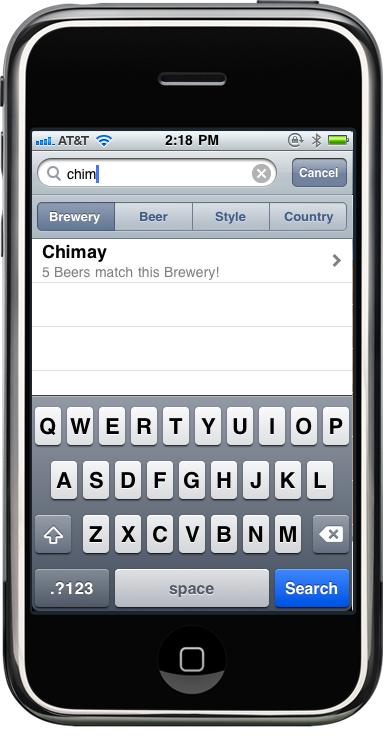 AT&T 2:18 PM
chim Cancel
Brewery Beer Style Country
Chimay
5 Beers match this Brewery!
Q W E R T Y U I O P
A S D F G H J K L
Z X C V B N M
.?123 space Search